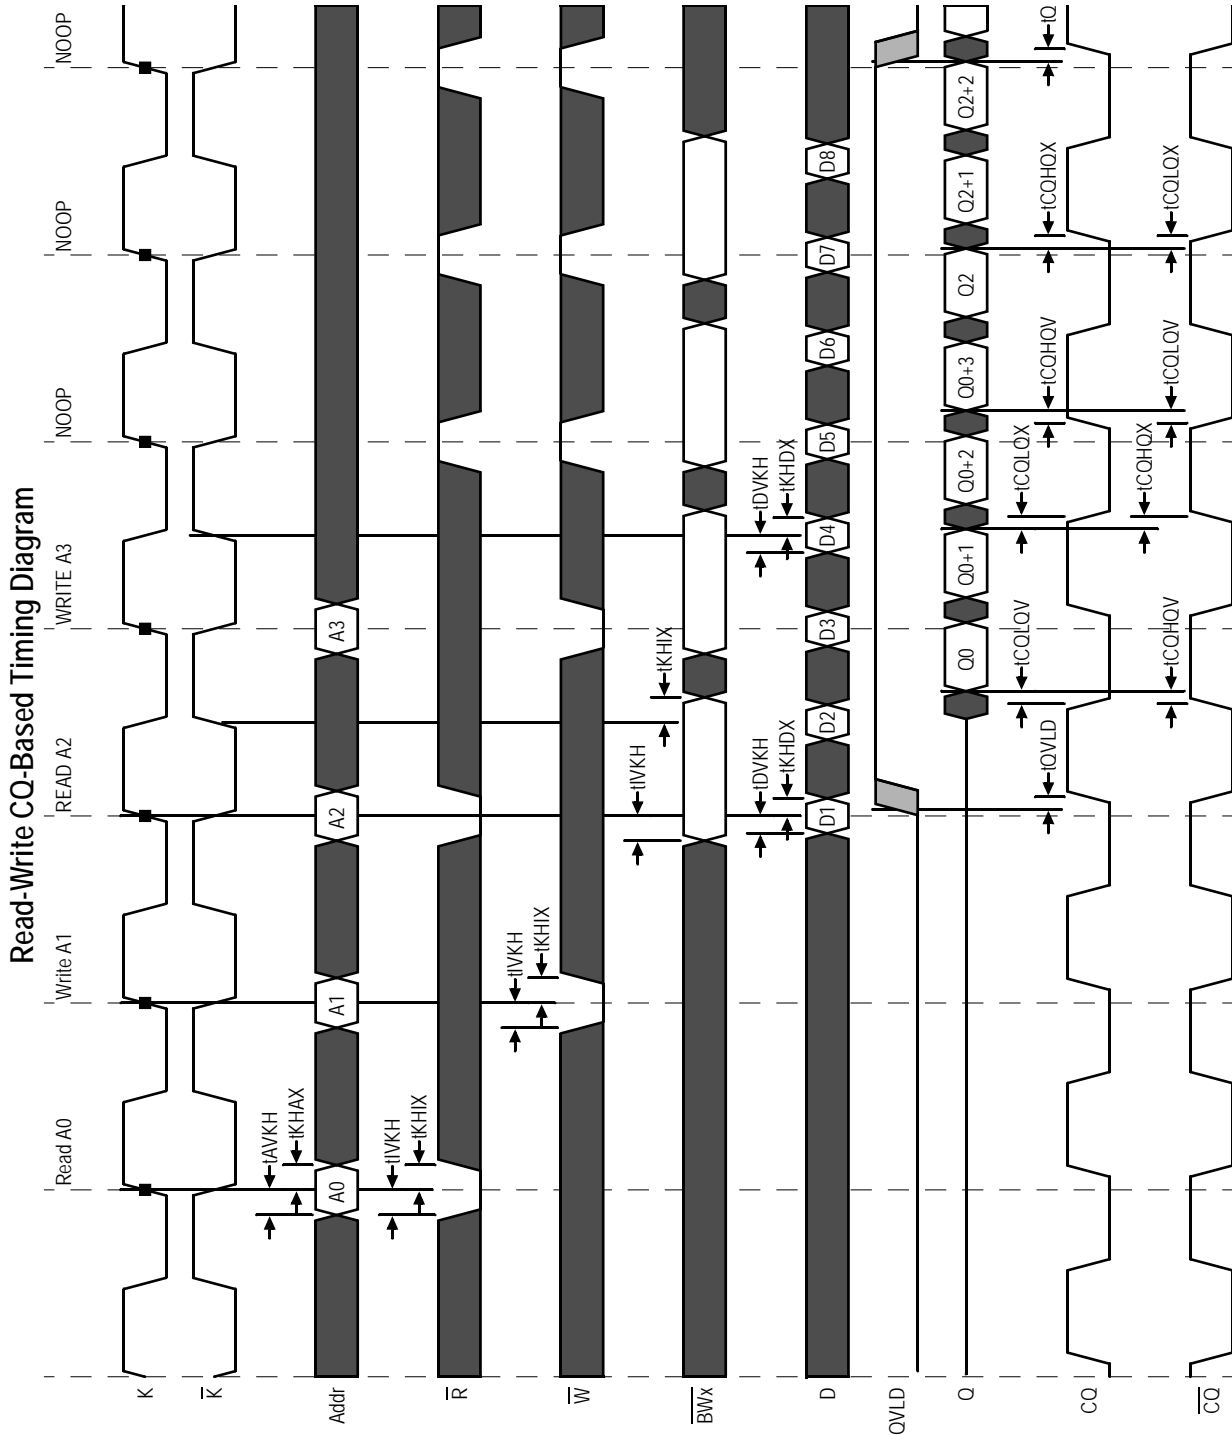 Read-Write CQ-Based Timing Diagram
Read A0
Write A1
READ A2
WRITE A3
NOOP
NOOP
NOOP
K
K
Addr
A0
A1
A2
A3
tAVKH
tKHAX
R
tIVKH
tKHIX
W
tIVKH
tKHIX
BWx
tIVKH
tKHIX
D
D1
D2
D3
D4
D5
D6
D7
D8
tDVKH
tKHDX
tDVKH
tKHDX
QVLD
Q
Q0
Q0+1
Q0+2
Q0+3
Q2
Q2+1
Q2+2
tQVLD
tCQLQV
tCQLQX
tCQHQV
tCQHQX
tQ
CQ
tCQHQV
tCQHQX
tCQLQV
tCQLQX
CQ